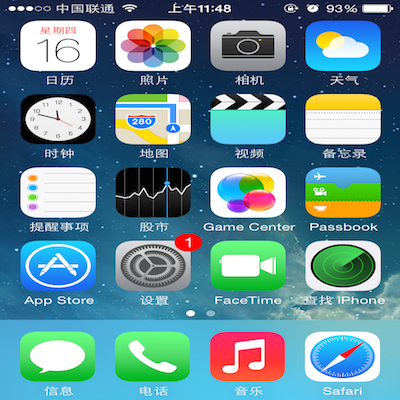 中国联通 上午11:48 93%
星期四
16
280
日历 照片 相机 天气
时钟 地图 视频 备忘录
提醒事项 股市 Game Center Passbook
1
App Store 设置 FaceTime 查找 iPhone
信息 电话 音乐 Safari